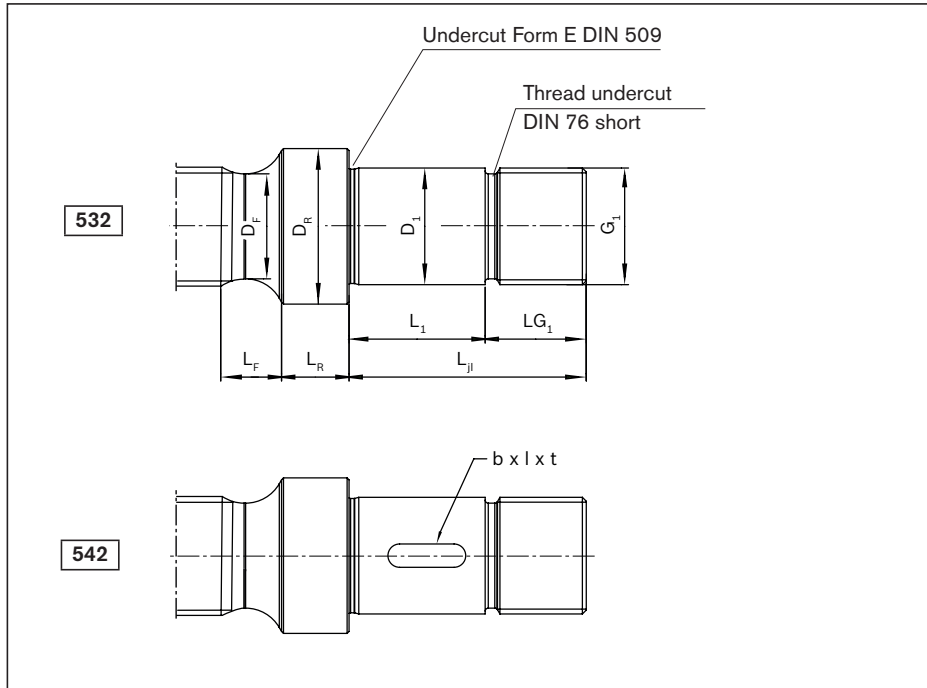 Undercut Form E DIN 509
Thread undercut
DIN 76 short
532
D_F
D_R
D_1
G_1
L_1
LG_1
L_F
L_R
L_jl
b x l x t
542